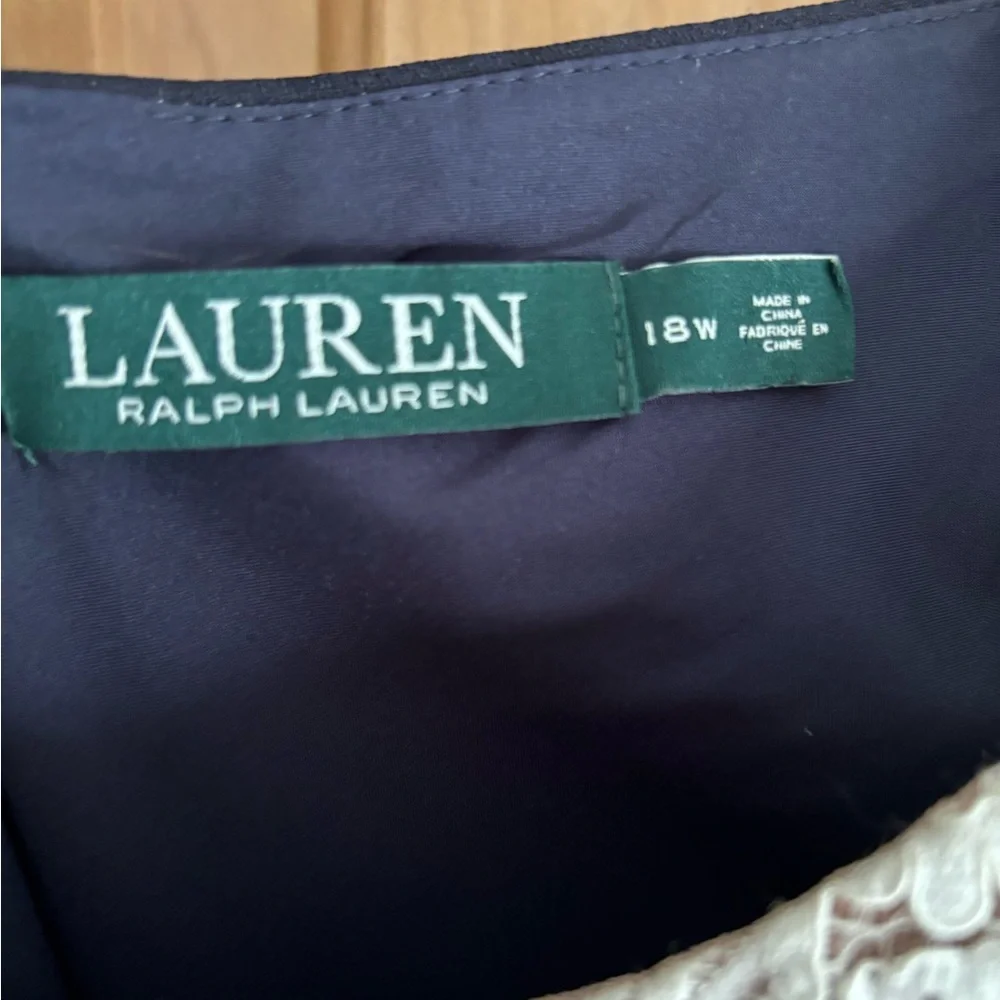 LAUREN
RALPH LAUREN
18W
MADE IN
CHINA
FABRIQUÉ EN
CHINE